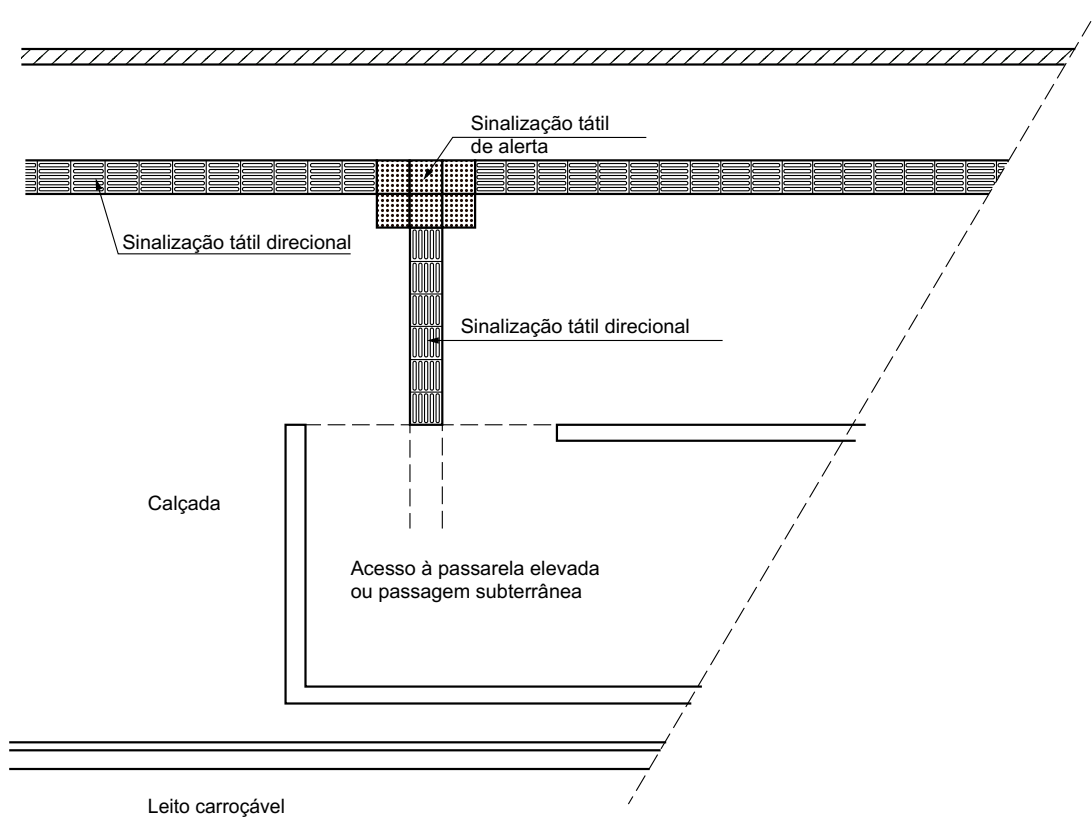 Sinalização tátil
de alerta
Sinalização tátil direcional
Sinalização tátil direcional
Calçada
Acesso à passarela elevada
ou passagem subterrânea
Leito carroçável